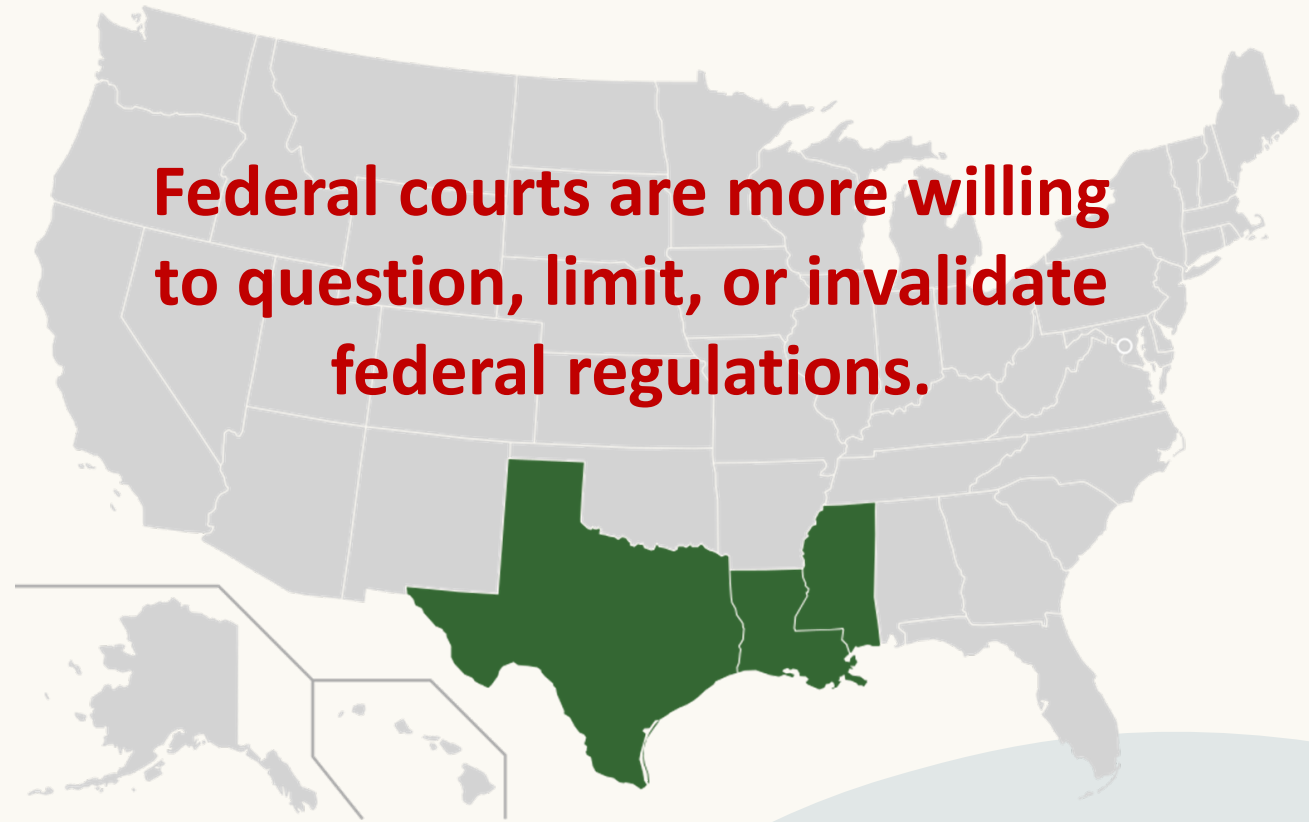 Federal courts are more willing
to question, limit, or invalidate
federal regulations.